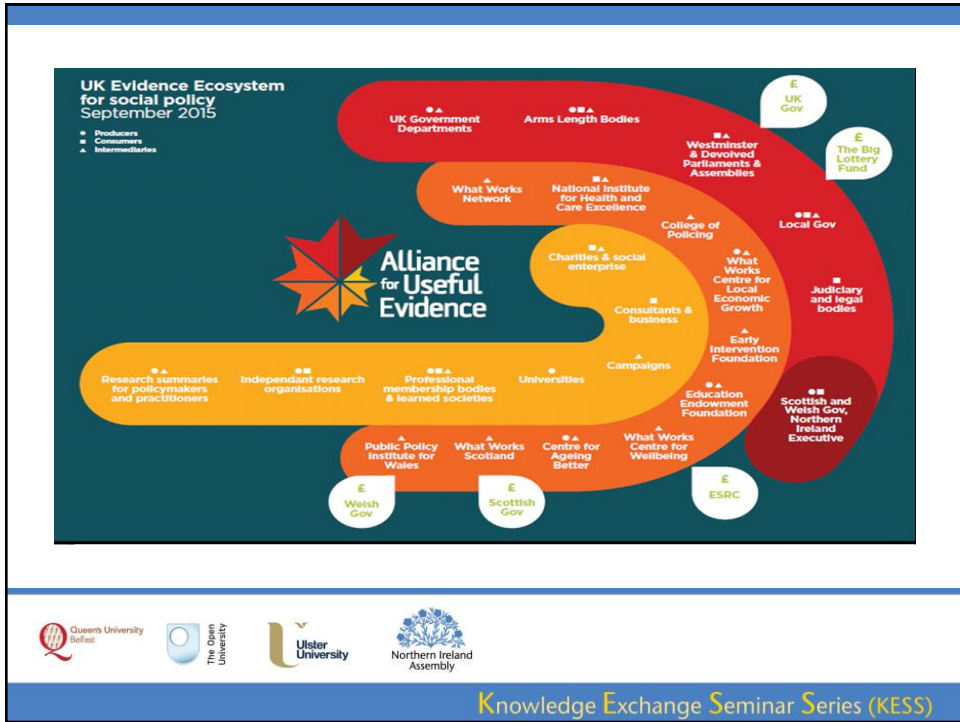 UK Evidence Ecosystem
for social policy
September 2015
● Producers
■ Consumers
▲ Intermediaries
●▲
UK Government
Departments
●■▲
Arms Length Bodies
£
UK
Gov
■▲
Westminster
& Devolved
Parliaments &
Assemblies
£
The Big
Lottery
Fund
▲
What Works
Network
■▲
National Institute
for Health and
Care Excellence
▲
College of
Policing
●■▲
Local Gov
■▲
Charities & social
enterprise
●▲
What
Works
Centre for
Local
Economic
Growth
■
Judiciary
and legal
bodies
Alliance
for Useful
Evidence
■
Consultants &
business
▲
Early
Intervention
Foundation
▲
Campaigns
●▲
Research summaries
for policymakers
and practitioners
●■
Independant research
organisations
●■▲
Professional
membership bodies
& learned societies
●
Universities
●▲
Education
Endowment
Foundation
●■
Scottish and
Welsh Gov,
Northern
Ireland
Executive
▲
Public Policy
Institute for
Wales
▲
What Works
Scotland
●▲
Centre for
Ageing
Better
▲
What Works
Centre for
Wellbeing
£
Welsh
Gov
£
Scottish
Gov
£
ESRC
Queen's University
Belfast
The Open
University
Ulster
University
Northern Ireland
Assembly
Knowledge Exchange Seminar Series (KESS)